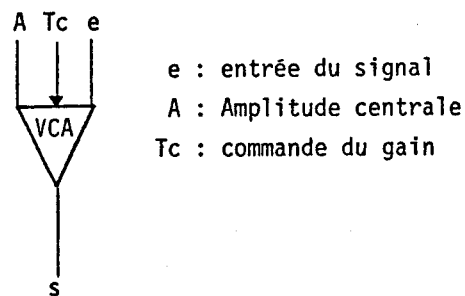 A Tc e
e : entrée du signal
A : Amplitude centrale
VCA
Tc : commande du gain
s